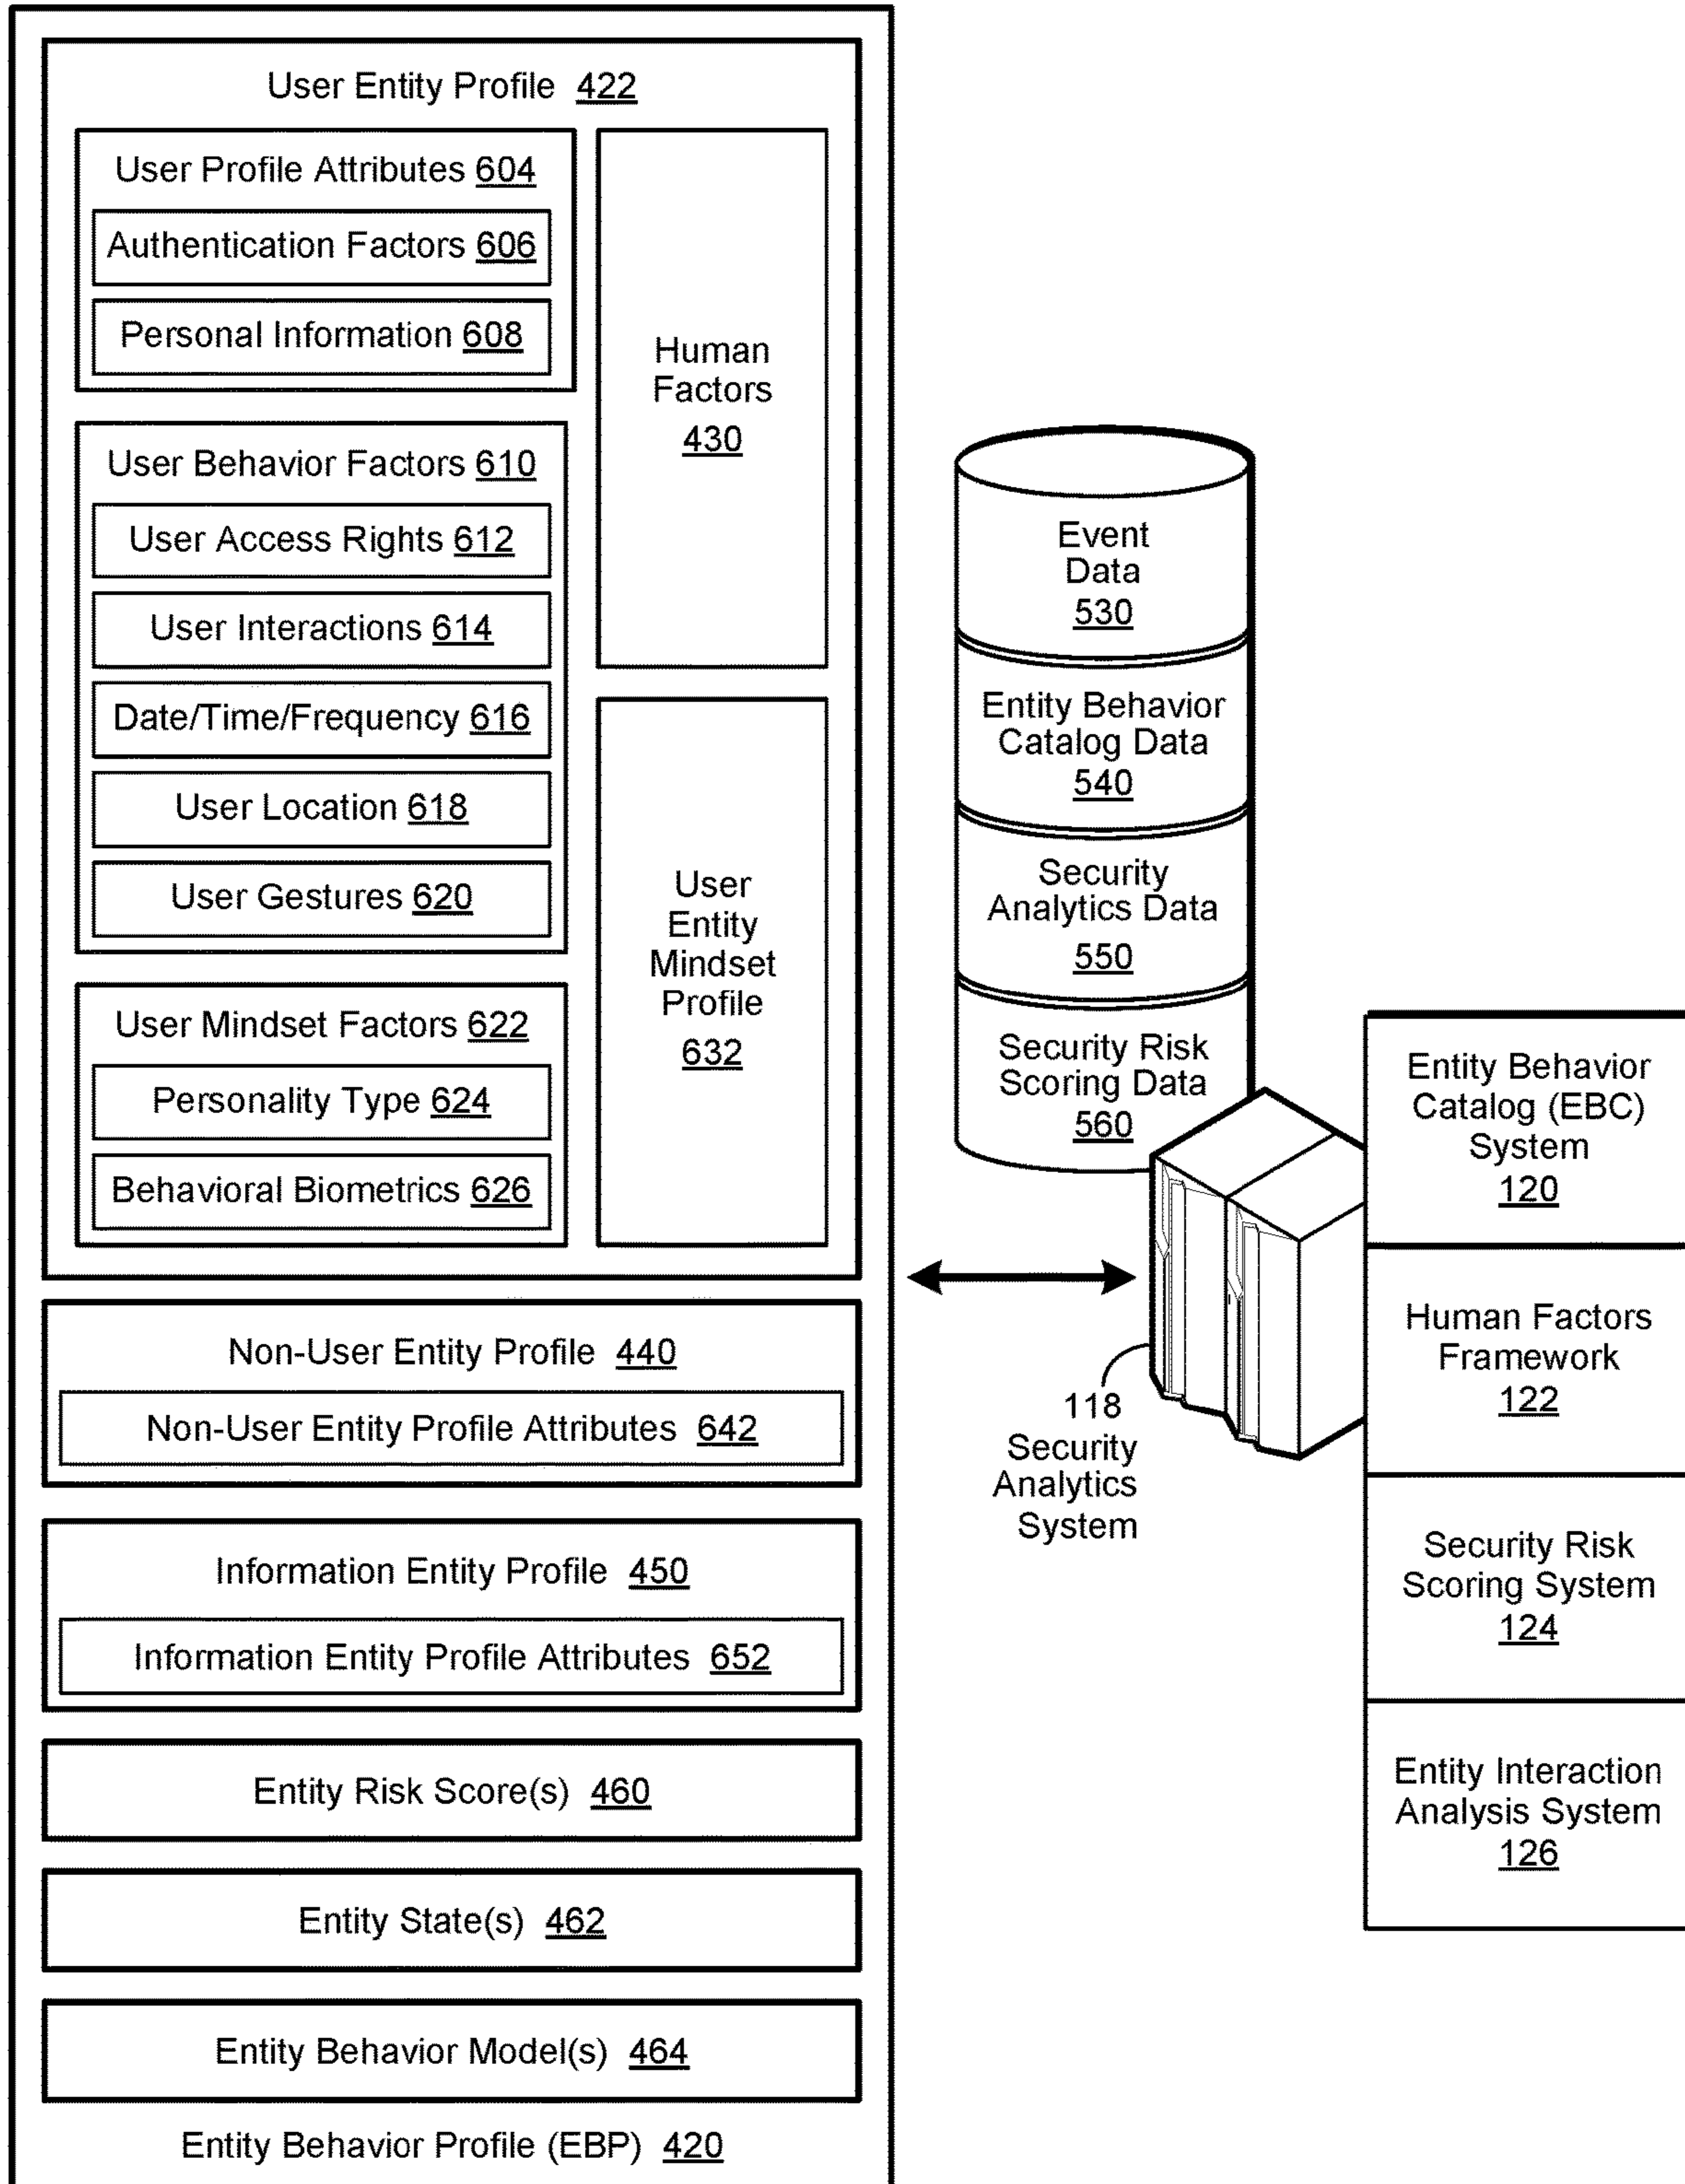 User Entity Profile 422
User Profile Attributes 604
Authentication Factors 606
Personal Information 608
Human
Factors
430
User Behavior Factors 610
User Access Rights 612
User Interactions 614
Date/Time/Frequency 616
User Location 618
User Gestures 620
User
Entity
Mindset
Profile
632
User Mindset Factors 622
Personality Type 624
Behavioral Biometrics 626
Non-User Entity Profile 440
Non-User Entity Profile Attributes 642
Information Entity Profile 450
Information Entity Profile Attributes 652
Entity Risk Score(s) 460
Entity State(s) 462
Entity Behavior Model(s) 464
Entity Behavior Profile (EBP) 420
Event
Data
530
Entity Behavior
Catalog Data
540
Security
Analytics Data
550
Security Risk
Scoring Data
560
118
Security
Analytics
System
Entity Behavior
Catalog (EBC)
System
120
Human Factors
Framework
122
Security Risk
Scoring System
124
Entity Interaction
Analysis System
126